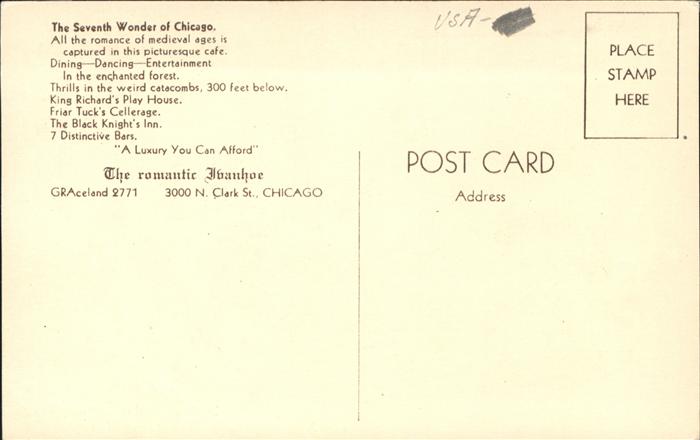 The Seventh Wonder of Chicago.
All the romance of medieval ages is
captured in this picturesque cafe.
Dining—Dancing—Entertainment
In the enchanted forest.
Thrills in the weird catacombs, 300 feet below.
King Richard's Play House.
Friar Tuck's Cellerage.
The Black Knight's Inn.
7 Distinctive Bars.
"A Luxury You Can Afford"
The romantic Ivanhoe
GRAceland 2771 3000 N. Clark St., CHICAGO
USA-
PLACE
STAMP
HERE
POST CARD
Address